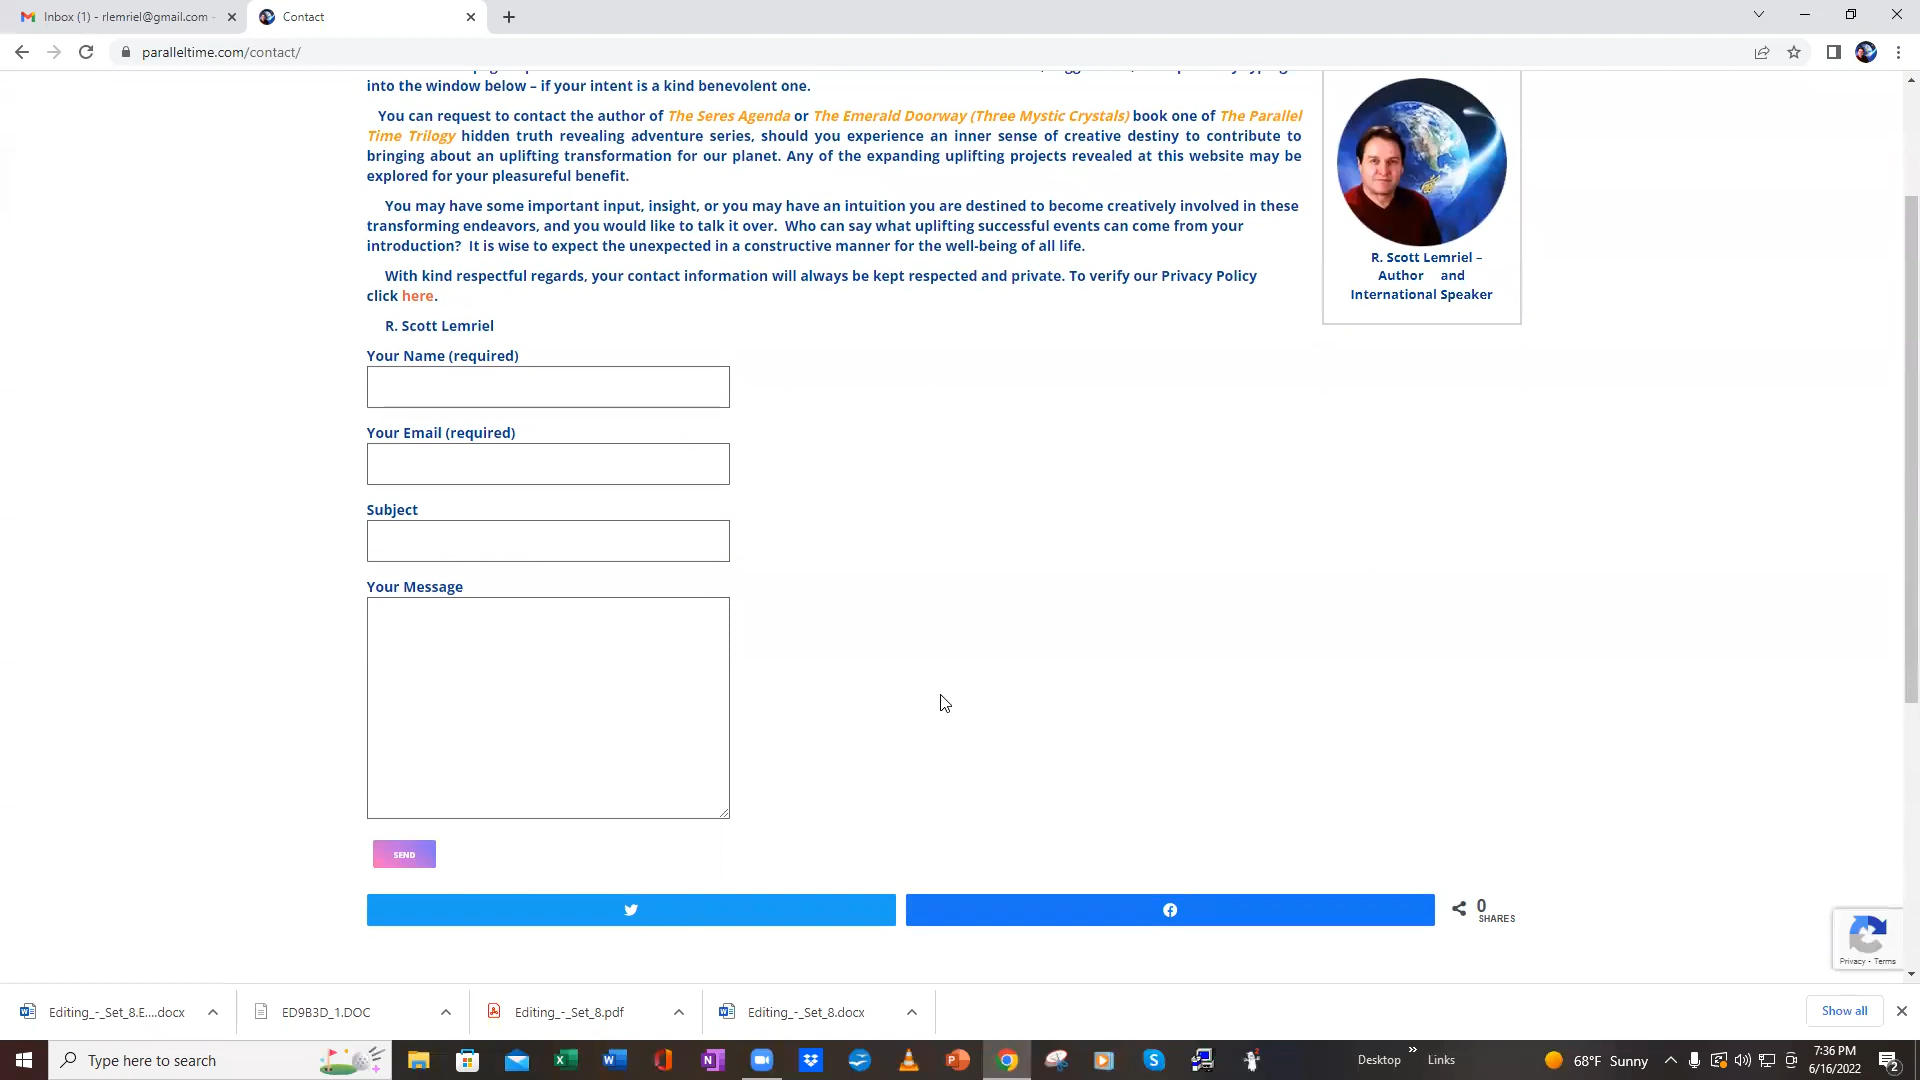 Inbox (1) - rlemriel@gmail.com -
Contact
paralleltime.com/contact/
into the window below – if your intent is a kind benevolent one.
You can request to contact the author of The Seres Agenda or The Emerald Doorway (Three Mystic Crystals) book one of The Parallel
Time Trilogy hidden truth revealing adventure series, should you experience an inner sense of creative destiny to contribute to
bringing about an uplifting transformation for our planet. Any of the expanding uplifting projects revealed at this website may be
explored for your pleasureful benefit.
You may have some important input, insight, or you may have an intuition you are destined to become creatively involved in these
transforming endeavors, and you would like to talk it over. Who can say what uplifting successful events can come from your
introduction? It is wise to expect the unexpected in a constructive manner for the well-being of all life.
With kind respectful regards, your contact information will always be kept respected and private. To verify our Privacy Policy
click here.
R. Scott Lemriel
R. Scott Lemriel –
Author and
International Speaker
Your Name (required)
Your Email (required)
Subject
Your Message
SEND
0
SHARES
Privacy - Terms
Editing_-_Set_8.E....docx
ED9B3D_1.DOC
Editing_-_Set_8.pdf
Editing_-_Set_8.docx
Show all
Type here to search
Desktop
Links
68°F Sunny
7:36 PM
6/16/2022
2